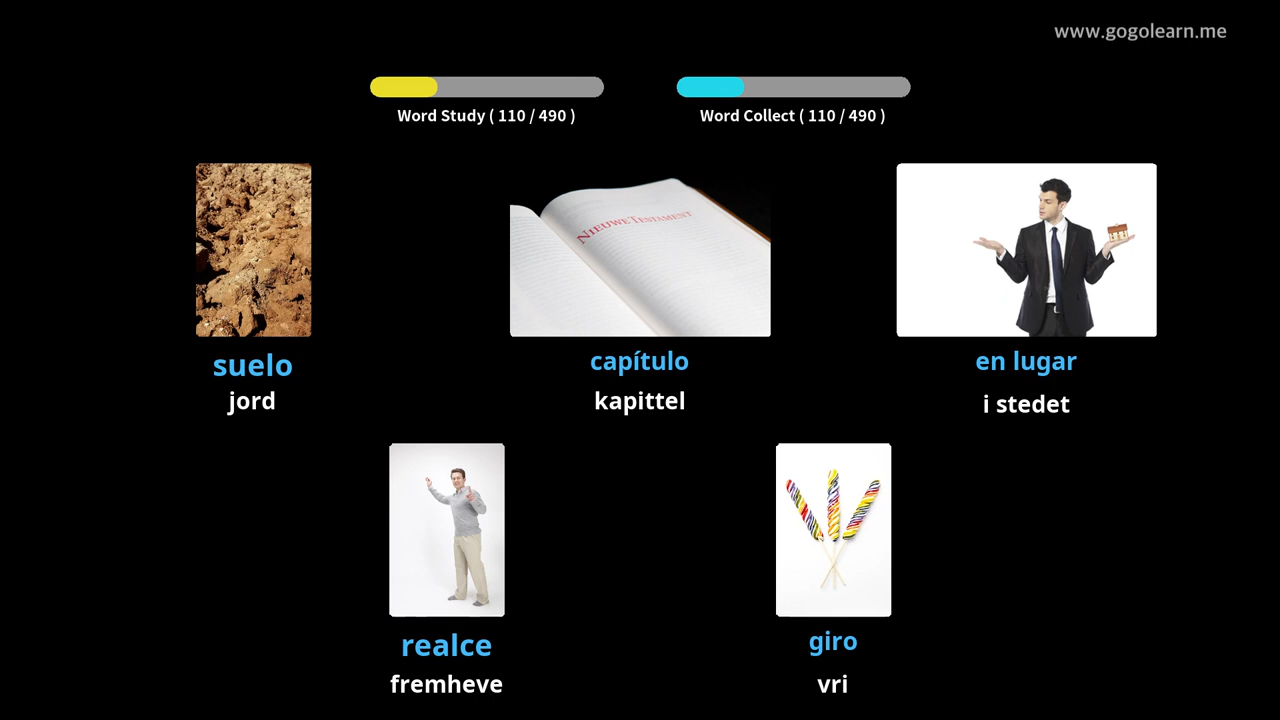 www.gogolearn.me
Word Study ( 110 / 490 )
Word Collect ( 110 / 490 )
NIEUWE TESTAMENT
suelo
jord
capítulo
kapittel
en lugar
i stedet
realce
fremheve
giro
vri